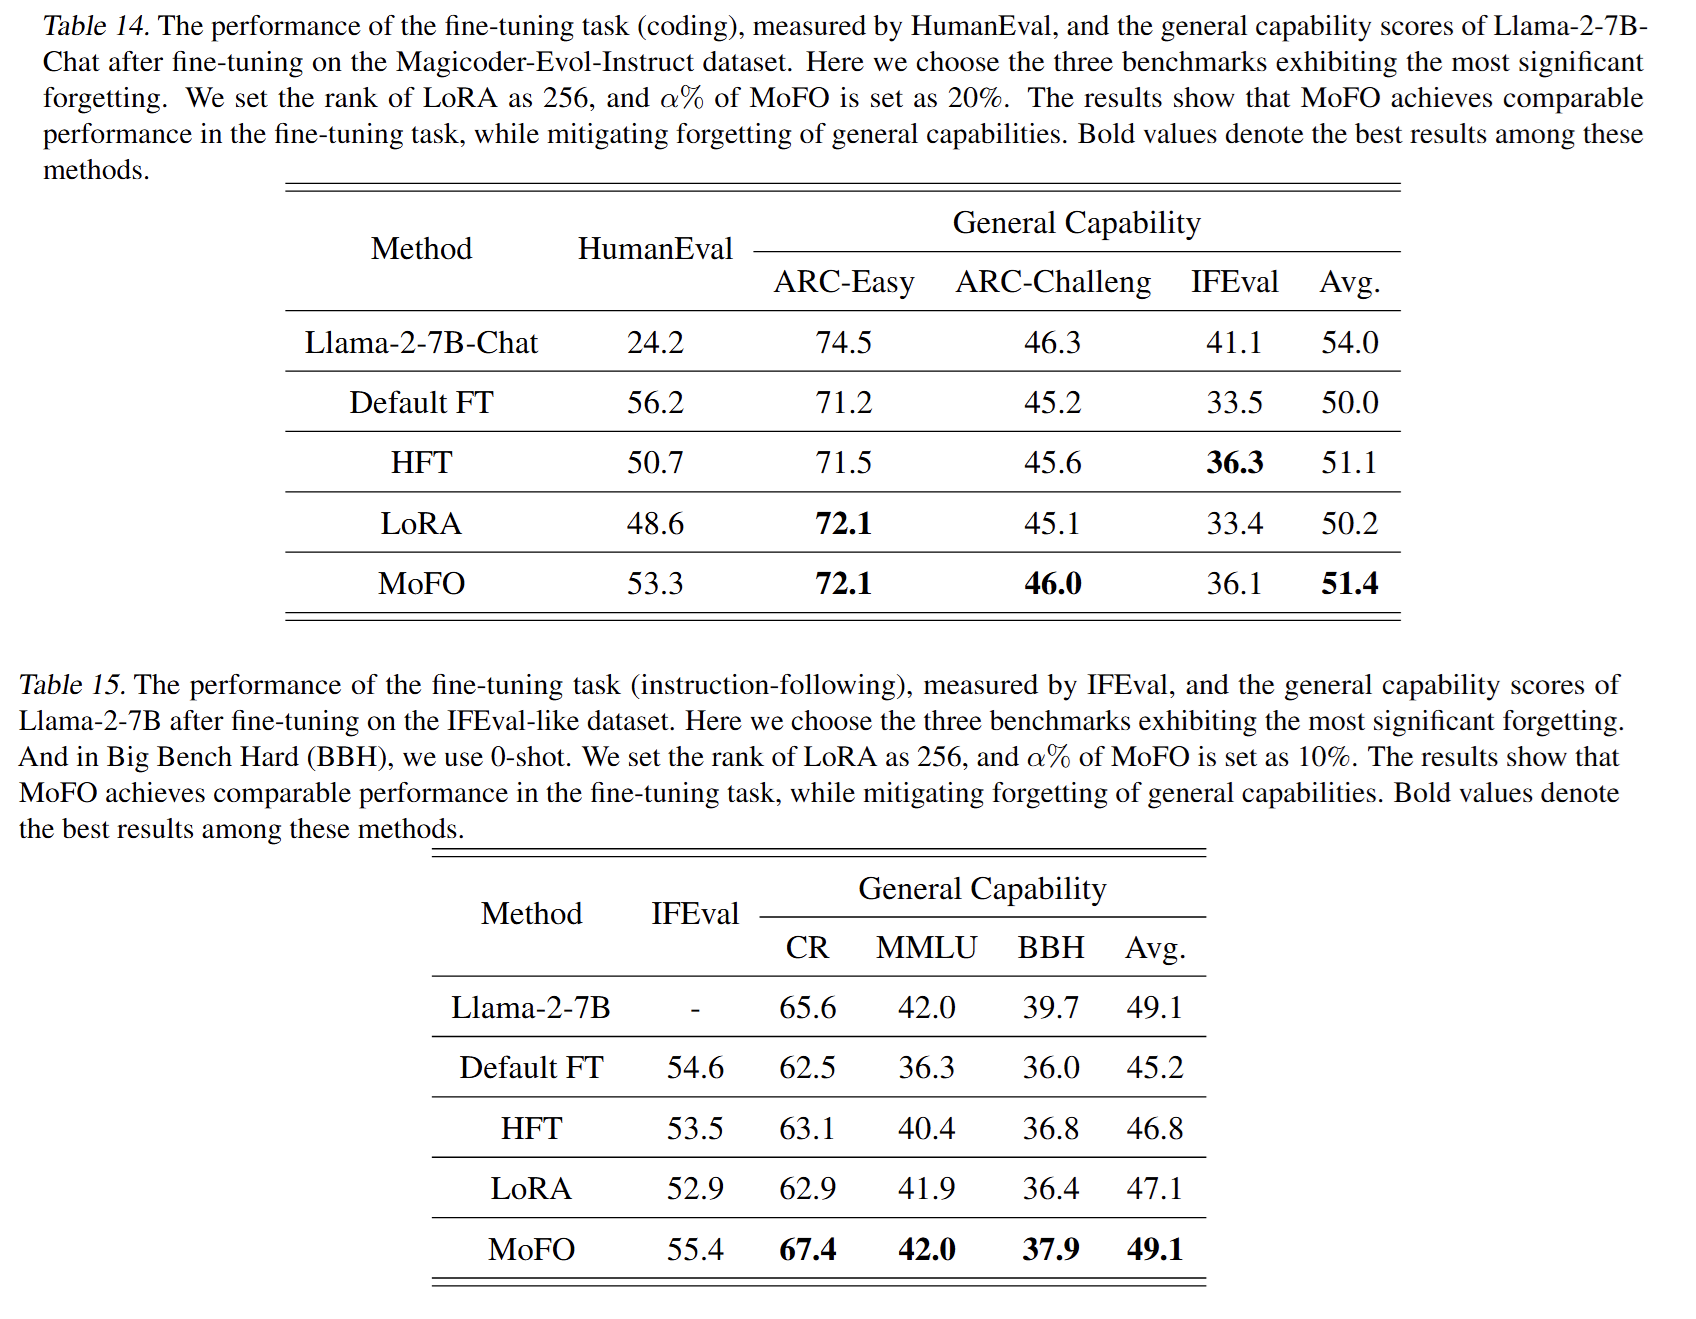 Table 14. The performance of the fine-tuning task (coding), measured by HumanEval, and the general capability scores of Llama-2-7B-
Chat after fine-tuning on the Magicoder-Evol-Instruct dataset. Here we choose the three benchmarks exhibiting the most significant
forgetting. We set the rank of LoRA as 256, and α% of MoFO is set as 20%. The results show that MoFO achieves comparable
performance in the fine-tuning task, while mitigating forgetting of general capabilities. Bold values denote the best results among these
methods.
Method HumanEval General Capability
ARC-Easy ARC-Challeng IFEval Avg.
Llama-2-7B-Chat 24.2 74.5 46.3 41.1 54.0
Default FT 56.2 71.2 45.2 33.5 50.0
HFT 50.7 71.5 45.6 36.3 51.1
LoRA 48.6 72.1 45.1 33.4 50.2
MoFO 53.3 72.1 46.0 36.1 51.4
Table 15. The performance of the fine-tuning task (instruction-following), measured by IFEval, and the general capability scores of
Llama-2-7B after fine-tuning on the IFEval-like dataset. Here we choose the three benchmarks exhibiting the most significant forgetting.
And in Big Bench Hard (BBH), we use 0-shot. We set the rank of LoRA as 256, and α% of MoFO is set as 10%. The results show that
MoFO achieves comparable performance in the fine-tuning task, while mitigating forgetting of general capabilities. Bold values denote
the best results among these methods.
Method IFEval General Capability
CR MMLU BBH Avg.
Llama-2-7B - 65.6 42.0 39.7 49.1
Default FT 54.6 62.5 36.3 36.0 45.2
HFT 53.5 63.1 40.4 36.8 46.8
LoRA 52.9 62.9 41.9 36.4 47.1
MoFO 55.4 67.4 42.0 37.9 49.1